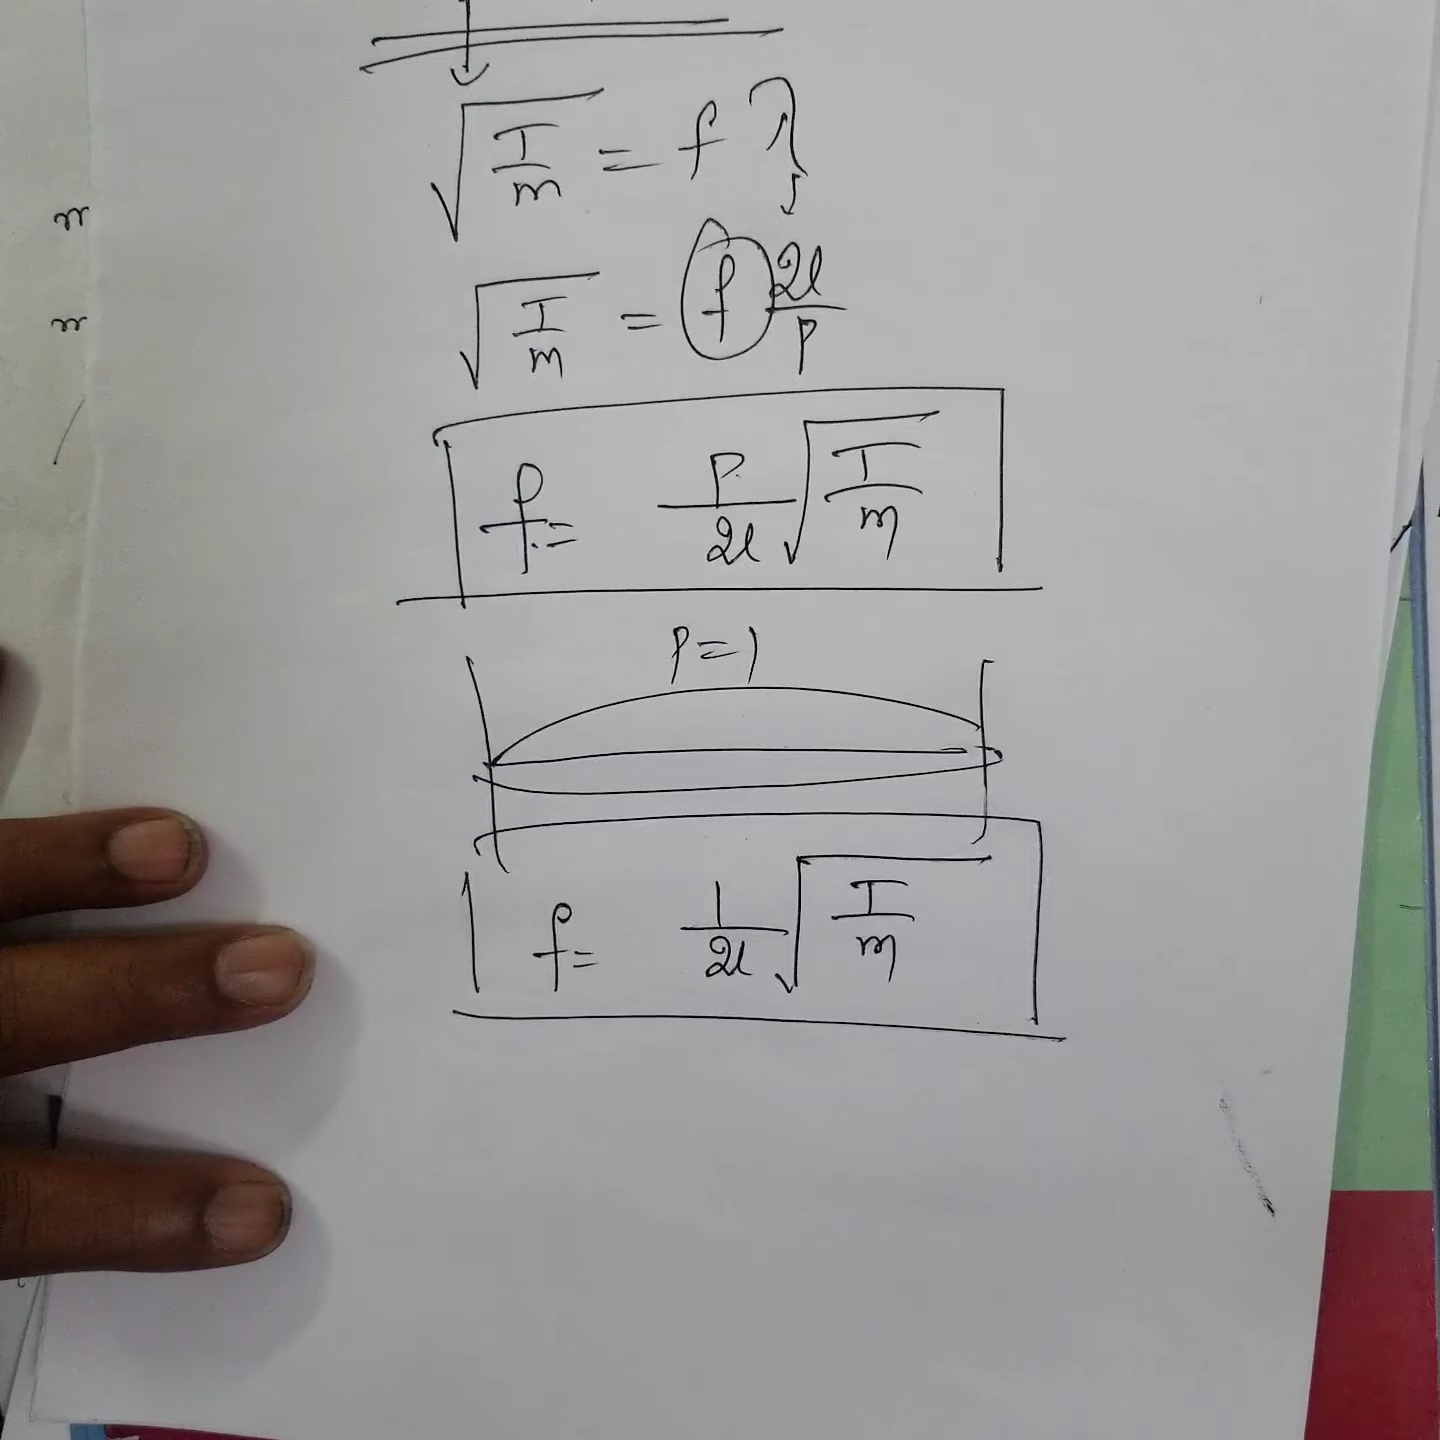 √(T/m) = f }
√(T/m) = f 2l/P
f = P/2l √(T/m)
P = 1
f = 1/2l √(T/m)